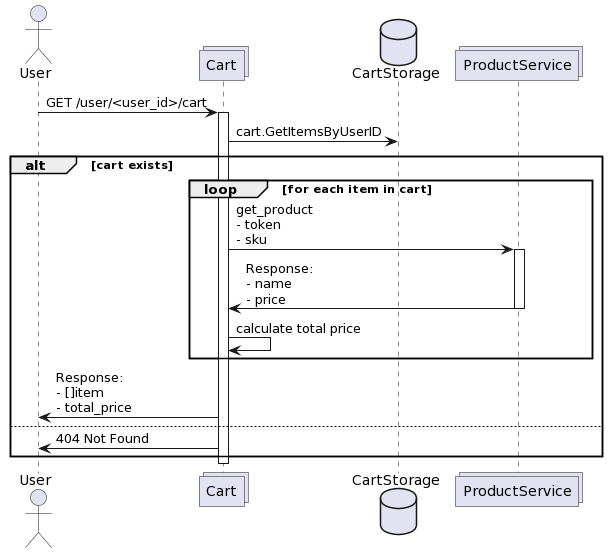 User
Cart
CartStorage
ProductService
GET /user/<user_id>/cart
cart.GetItemsByUserID
alt
[cart exists]
loop
[for each item in cart]
get_product
- token
- sku
Response:
- name
- price
calculate total price
Response:
- []item
- total_price
404 Not Found
User
Cart
CartStorage
ProductService